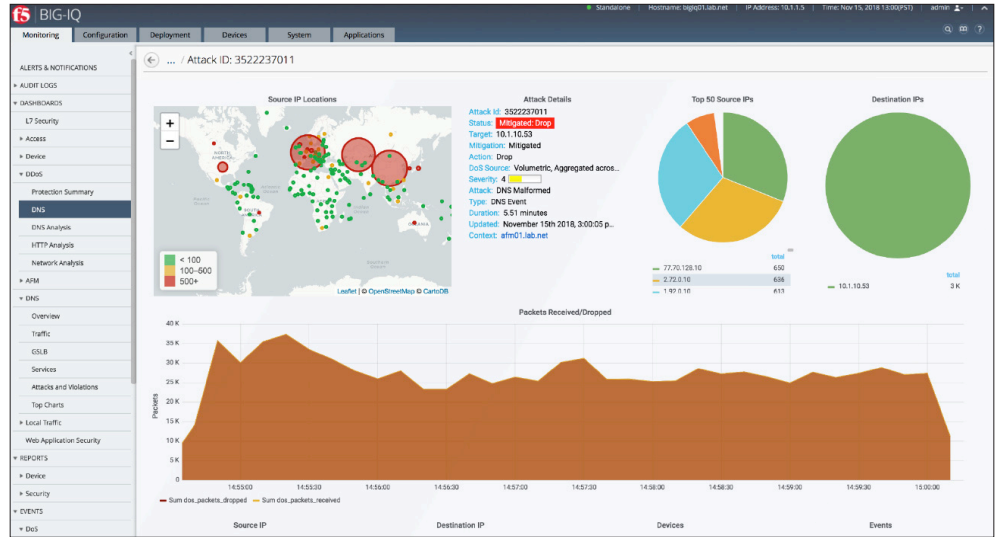 f5 BIG-IQ
Standalone Hostname: bigiq01.lab.net IP Address: 10.1.1.5 Time: Nov 15, 2018 13:00(PST) admin
Monitoring Configuration Deployment Devices System Applications
... / Attack ID: 3522237011
ALERTS & NOTIFICATIONS
AUDIT LOGS
DASHBOARDS
L7 Security
Access
Device
DDoS
Protection Summary
DNS
DNS Analysis
HTTP Analysis
Network Analysis
AFM
DNS
Overview
Traffic
GSLB
Services
Attacks and Violations
Top Charts
Local Traffic
Web Application Security
REPORTS
Device
Security
EVENTS
DoS
Source IP Locations
+
−
NORTH AMERICA
< 100
100–500
500+
Leaflet | © OpenStreetMap © CartoDB
Attack Details
Attack Id: 3522237011
Status: Mitigated: Drop
Target: 10.1.10.53
Mitigation: Mitigated
Action: Drop
DoS Source: Volumetric, Aggregated acros...
Severity: 4
Attack: DNS Malformed
Type: DNS Event
Duration: 5.51 minutes
Updated: November 15th 2018, 3:00:05 p...
Context: afm01.lab.net
Top 50 Source IPs
total
77.70.128.10 650
2.72.0.10 636
1.92.0.10 613
Destination IPs
total
10.1.10.53 3 K
Packets Received/Dropped
Packets
40 K
35 K
30 K
25 K
20 K
15 K
10 K
5 K
0
14:55:00 14:55:30 14:56:00 14:56:30 14:57:00 14:57:30 14:58:00 14:58:30 14:59:00 14:59:30 15:00:00
Sum dos_packets_dropped Sum dos_packets_received
Source IP Destination IP Devices Events